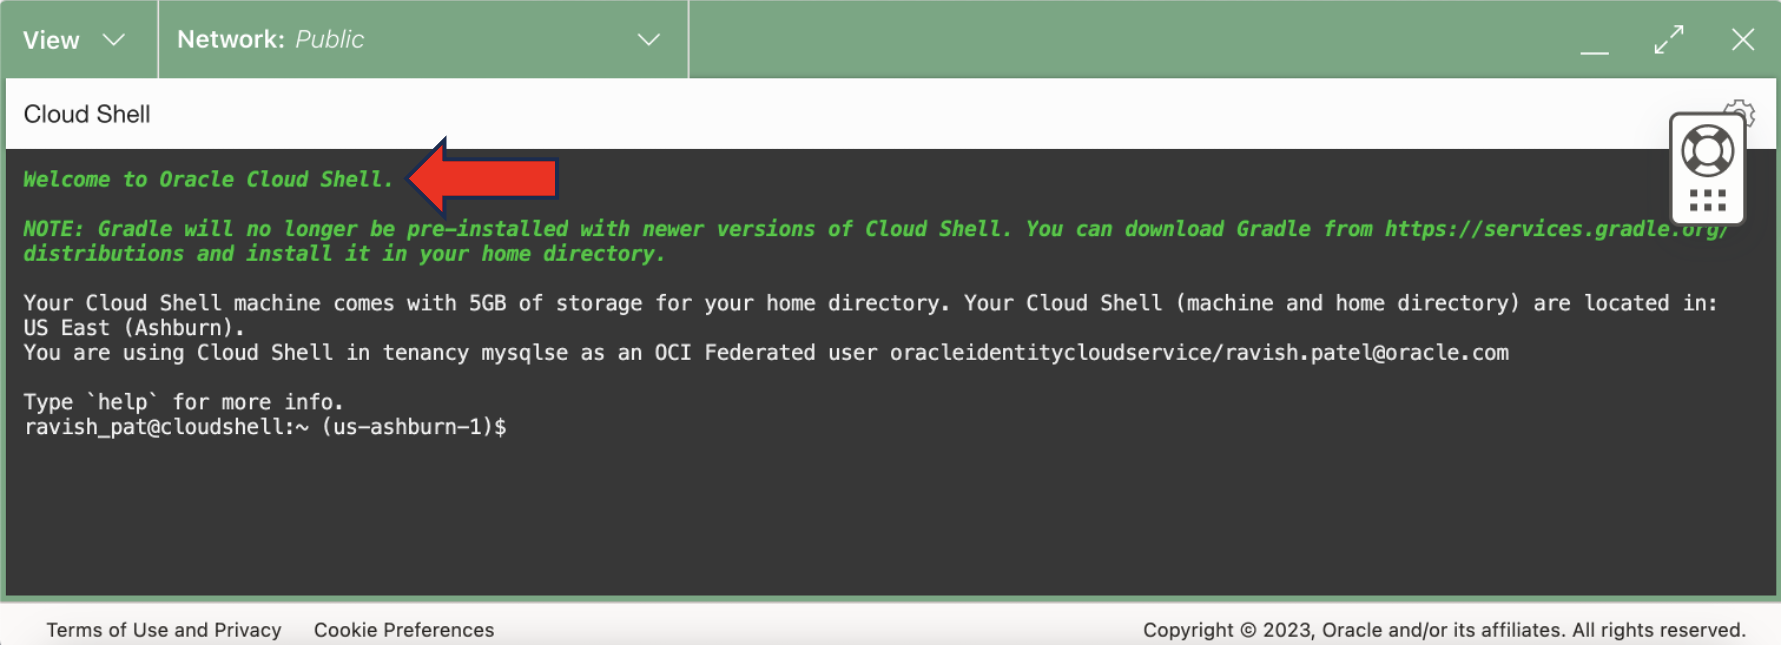 View
Network: Public
Cloud Shell
Welcome to Oracle Cloud Shell.
NOTE: Gradle will no longer be pre-installed with newer versions of Cloud Shell. You can download Gradle from https://services.gradle.org/
distributions and install it in your home directory.
Your Cloud Shell machine comes with 5GB of storage for your home directory. Your Cloud Shell (machine and home directory) are located in:
US East (Ashburn).
You are using Cloud Shell in tenancy mysqlse as an OCI Federated user oracleidentitycloudservice/ravish.patel@oracle.com
Type `help` for more info.
ravish_pat@cloudshell:~ (us-ashburn-1)$
Terms of Use and Privacy
Cookie Preferences
Copyright © 2023, Oracle and/or its affiliates. All rights reserved.